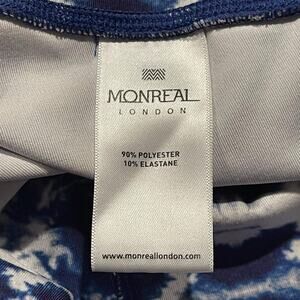 MONREAL
LONDON
90% POLYESTER
10% ELASTANE
www.monreallondon.com